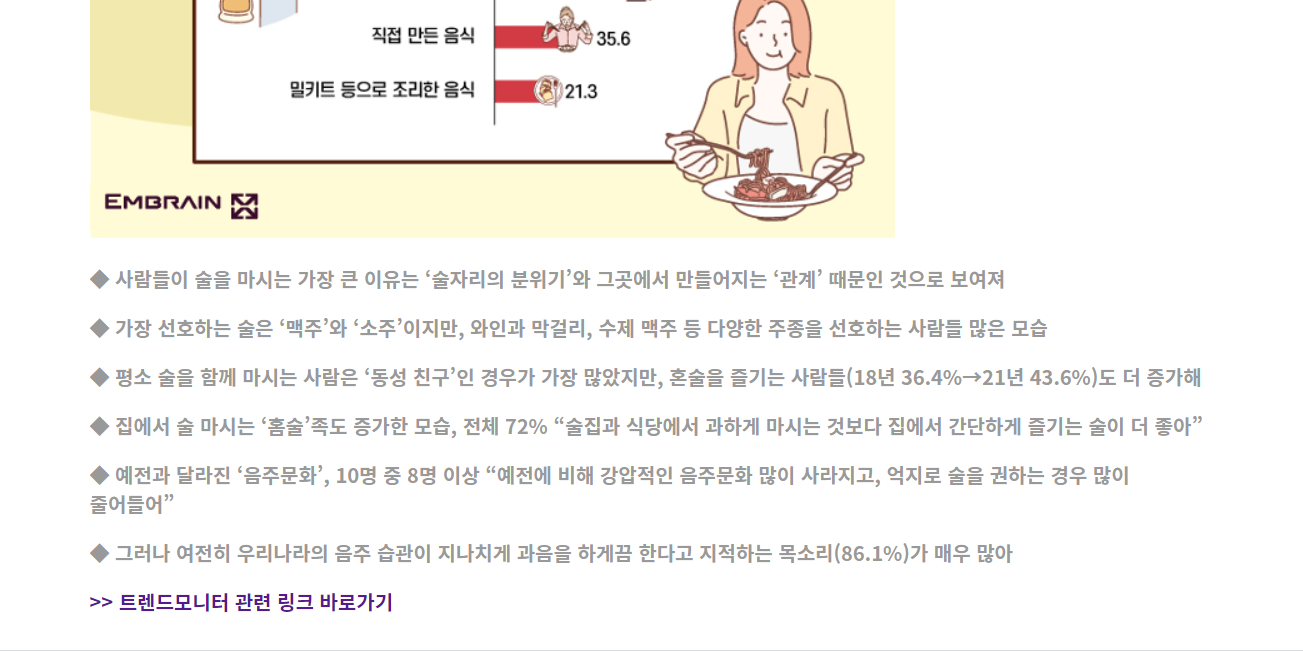 직접 만든 음식 35.6
밀키트 등으로 조리한 음식 21.3
EMBRAIN
◆ 사람들이 술을 마시는 가장 큰 이유는 ‘술자리의 분위기’와 그곳에서 만들어지는 ‘관계’ 때문인 것으로 보여져
◆ 가장 선호하는 술은 ‘맥주’와 ‘소주’이지만, 와인과 막걸리, 수제 맥주 등 다양한 주종을 선호하는 사람들 많은 모습
◆ 평소 술을 함께 마시는 사람은 ‘동성 친구’인 경우가 가장 많았지만, 혼술을 즐기는 사람들(18년 36.4%→21년 43.6%)도 더 증가해
◆ 집에서 술 마시는 ‘홈술’족도 증가한 모습, 전체 72% “술집과 식당에서 과하게 마시는 것보다 집에서 간단하게 즐기는 술이 더 좋아”
◆ 예전과 달라진 ‘음주문화’, 10명 중 8명 이상 “예전에 비해 강압적인 음주문화 많이 사라지고, 억지로 술을 권하는 경우 많이
줄어들어”
◆ 그러나 여전히 우리나라의 음주 습관이 지나치게 과음을 하게끔 한다고 지적하는 목소리(86.1%)가 매우 많아
>> 트렌드모니터 관련 링크 바로가기